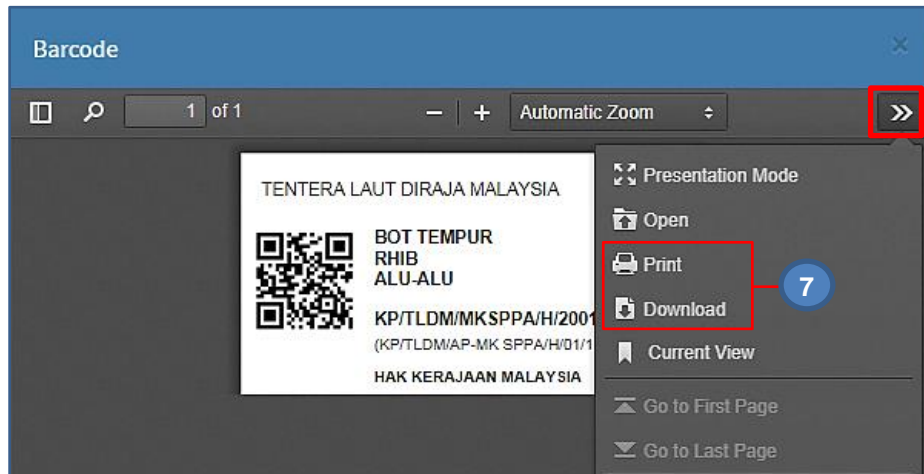 Barcode
1 of 1
Automatic Zoom
TENTERA LAUT DIRAJA MALAYSIA
BOT TEMPUR
RHIB
ALU-ALU
KP/TLDM/MKSPPA/H/2001
(KP/TLDM/AP-MK SPPA/H/01/1
HAK KERAJAAN MALAYSIA
Presentation Mode
Open
Print
Download
7
Current View
Go to First Page
Go to Last Page